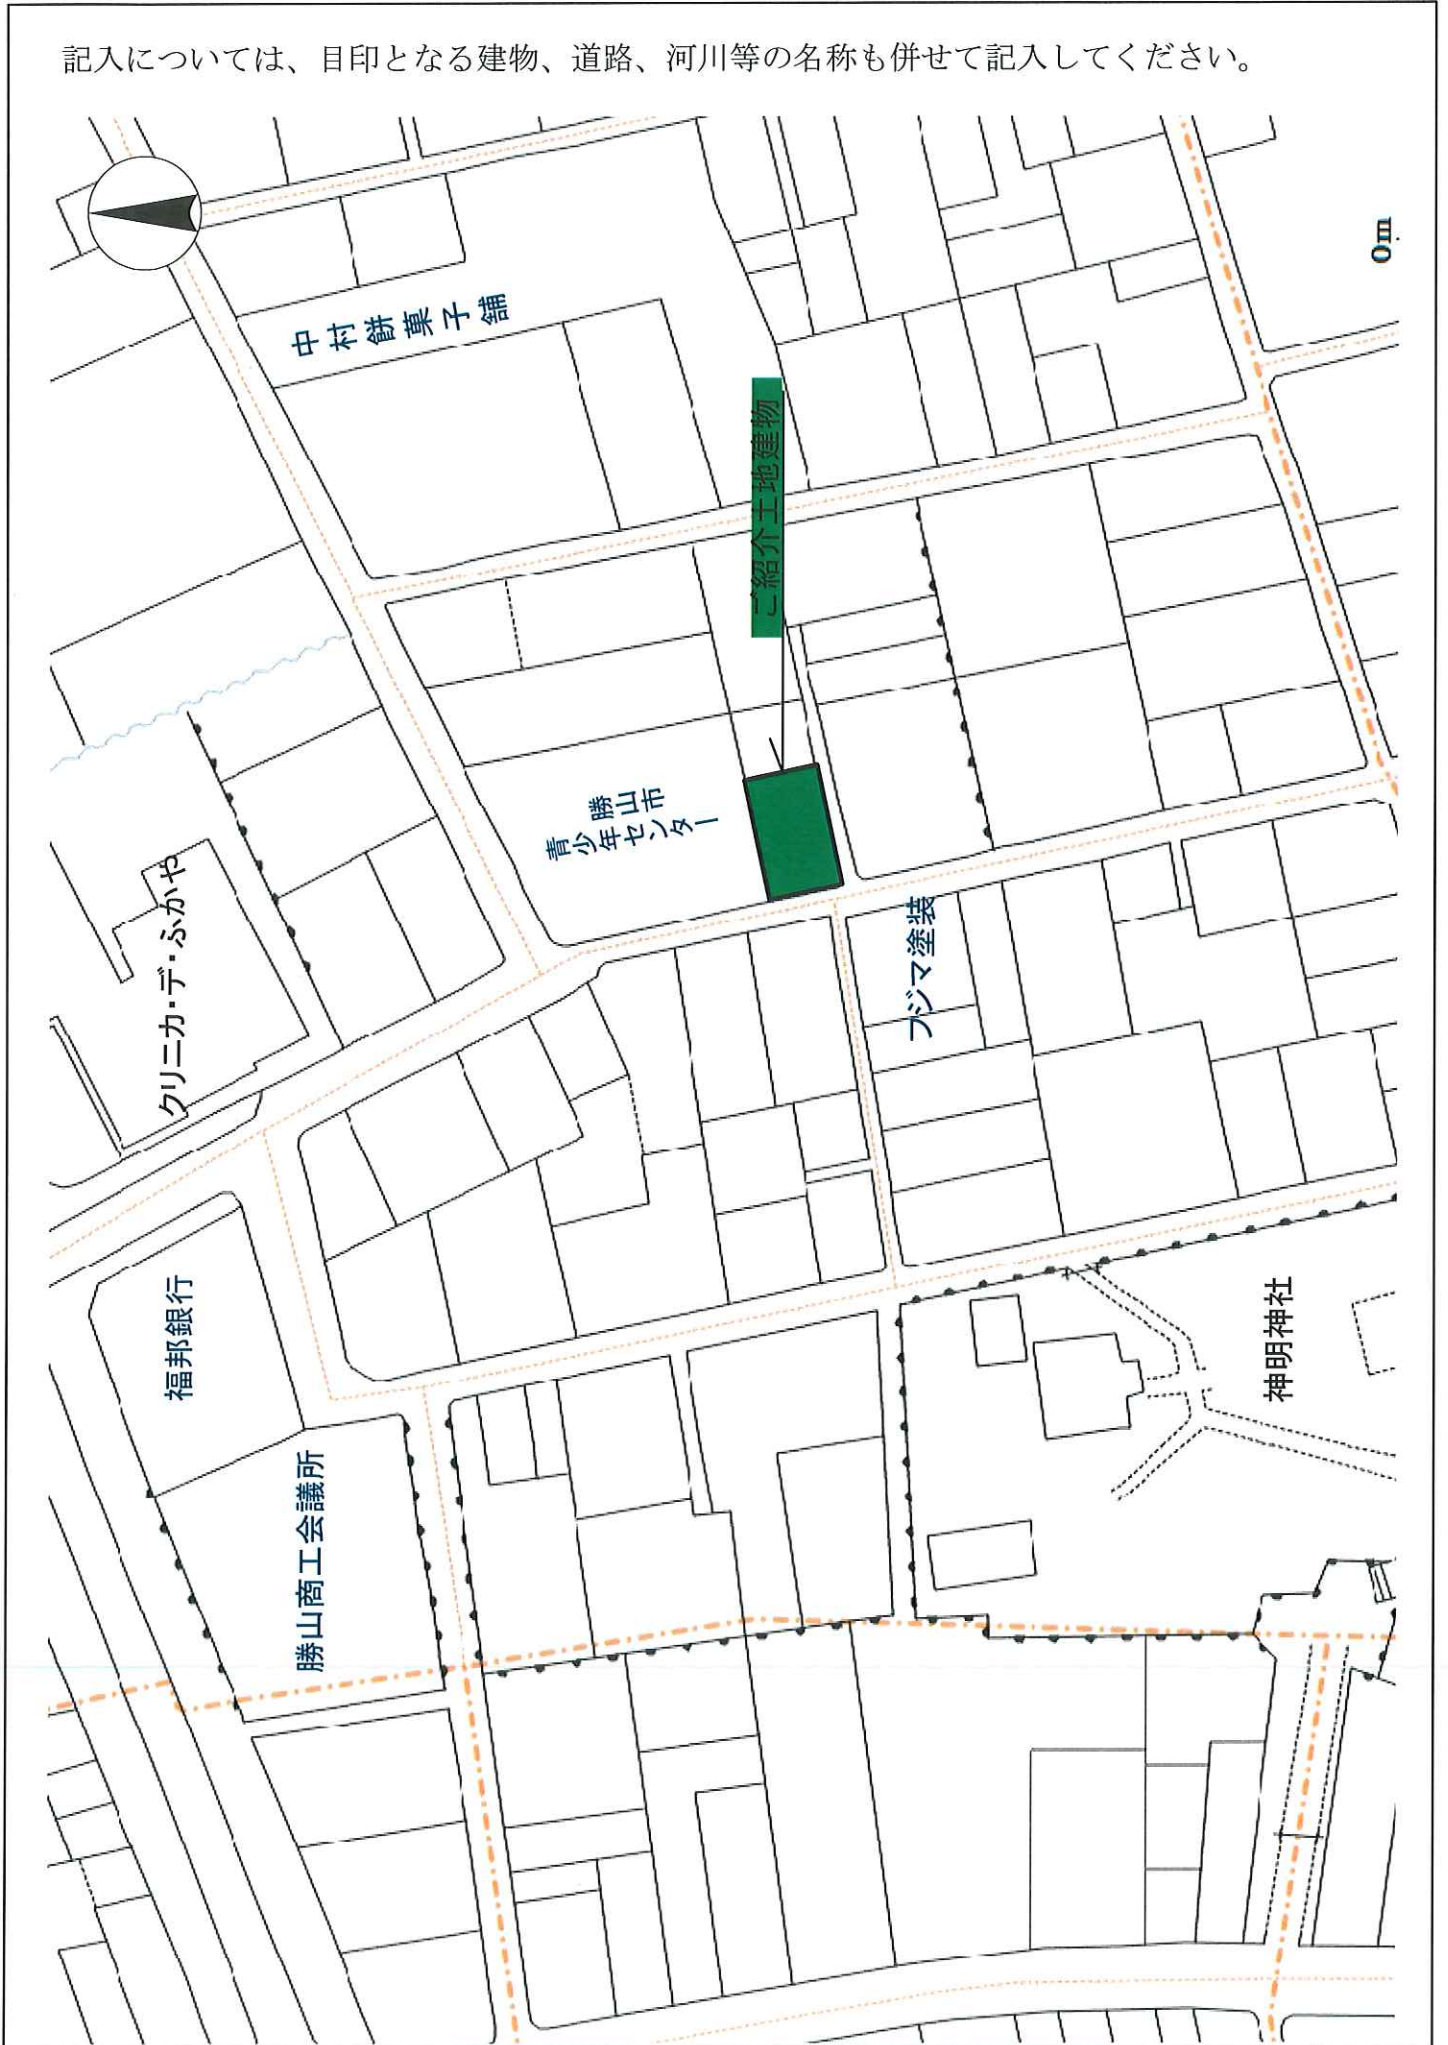 記入については、目印となる建物、道路、河川等の名称も併せて記入してください。
中村餅菓子舗
0m
ご紹介土地建物
勝山市
青少年センター
クリニカ・デ・ふかや
フジマ塗装
福邦銀行
神明神社
勝山商工会議所